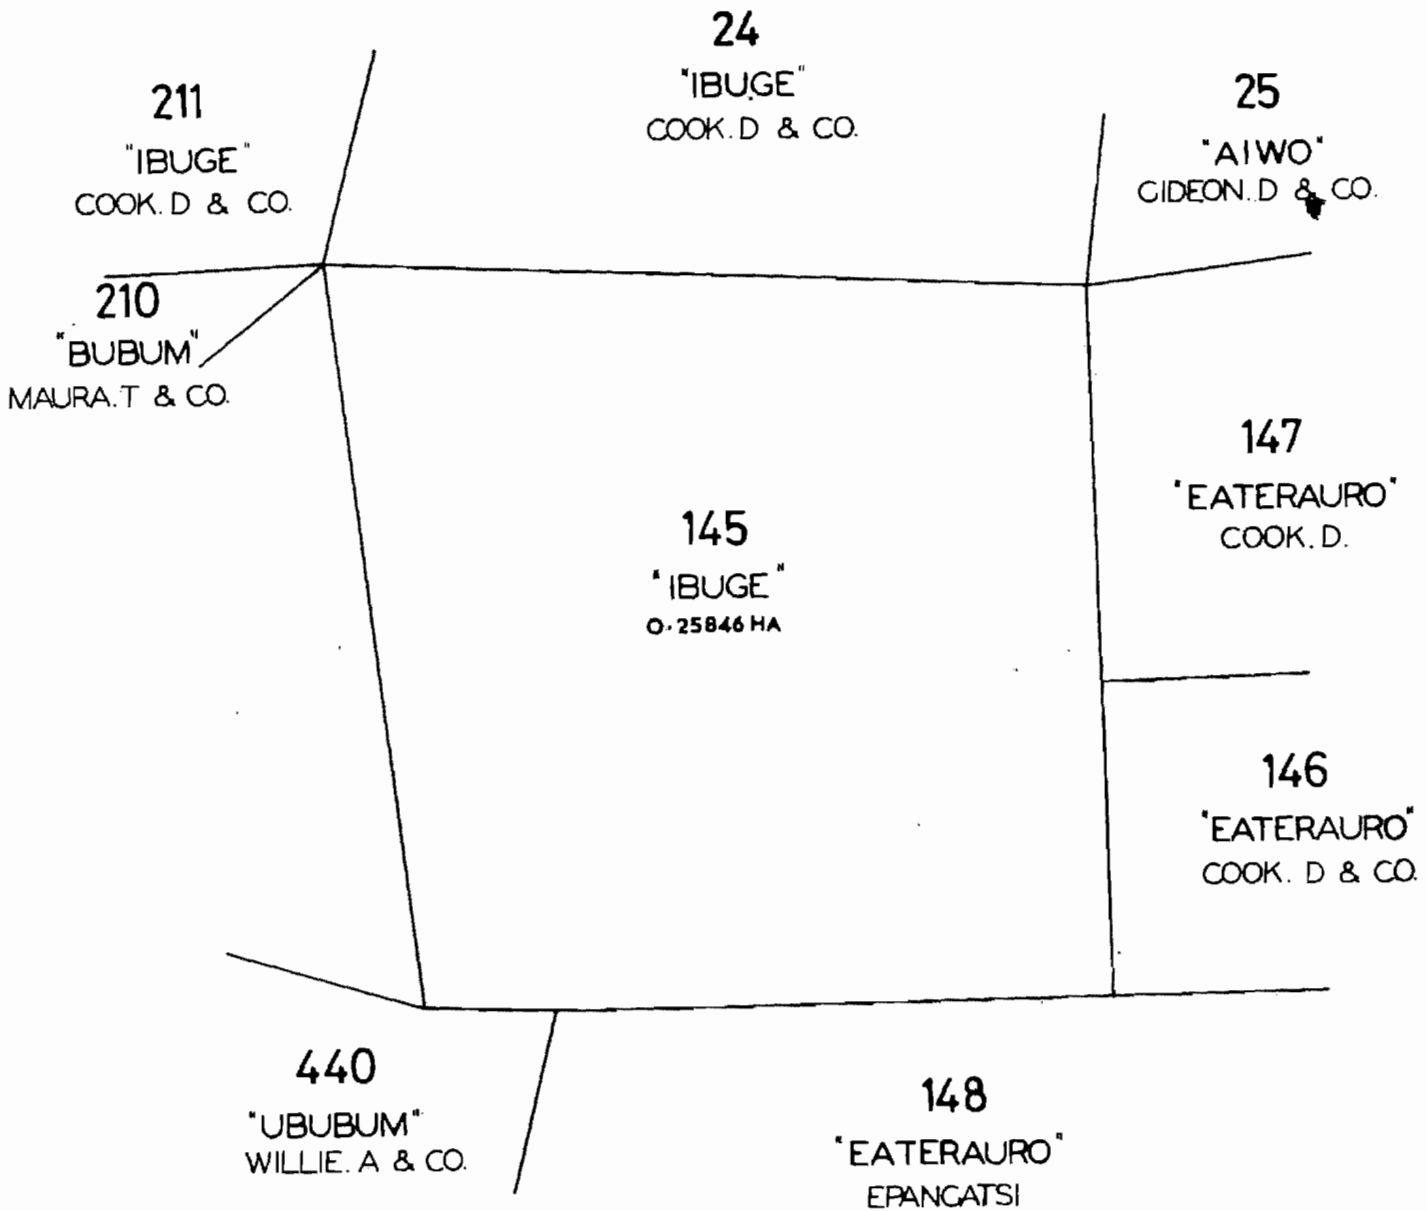 24
"IBUGE"
COOK.D & CO.
211
"IBUGE"
COOK.D & CO.
25
"AIWO"
GIDEON.D & CO.
210
"BUBUM"
MAURA.T & CO.
147
"EATERAURO"
COOK.D.
145
"IBUGE"
0.25846 HA
146
"EATERAURO"
COOK. D & CO.
440
"UBUBUM"
WILLIE. A & CO.
148
"EATERAURO"
EPANGATSI